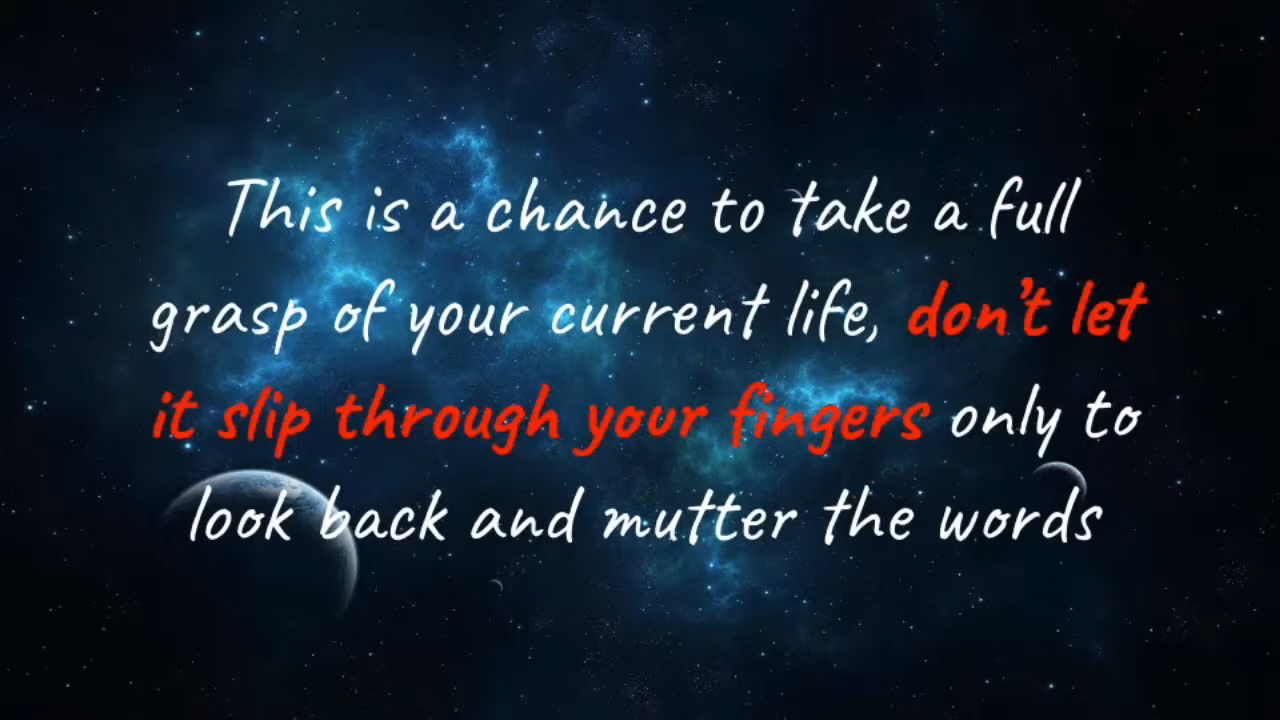 This is a chance to take a full
grasp of your current life, don't let
it slip through your fingers only to
look back and mutter the words